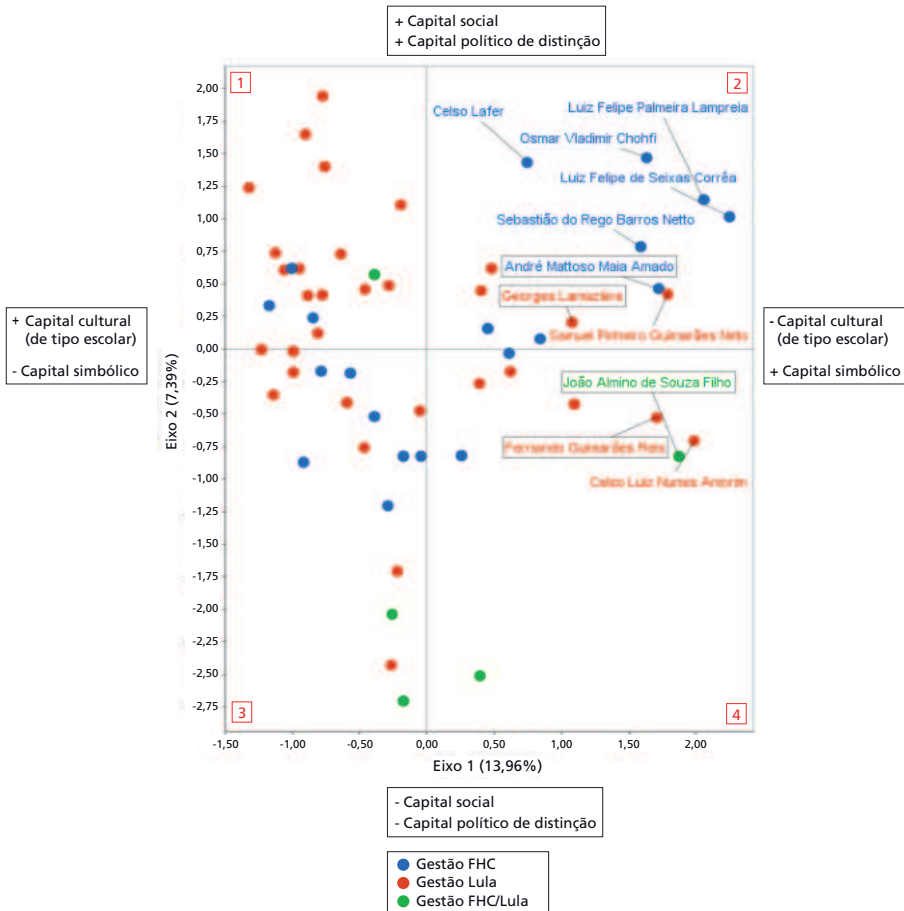 + Capital social
+ Capital político de distinção
1
2
2,00
1,75
1,50
1,25
1,00
0,75
0,50
0,25
0,00
-0,25
-0,50
-0,75
-1,00
-1,25
-1,50
-1,75
-2,00
-2,25
-2,50
-2,75
Eixo 2 (7,39%)
Celso Lafer
Luiz Felipe Palmeira Lampreia
Osmar Vladimir Chohfi
Luiz Felipe de Seixas Corrêa
Sebastião do Rego Barros Netto
André Mattoso Maia Amado
Georges Lamazière
Samuel Pinheiro Guimarães Neto
João Almino de Souza Filho
Fernando Guimarães Reis
Celso Luiz Nunes Amorim
+ Capital cultural
(de tipo escolar)
- Capital simbólico
- Capital cultural
(de tipo escolar)
+ Capital simbólico
3
4
-1,50 -1,00 -0,50 0,00 0,50 1,00 1,50 2,00
Eixo 1 (13,96%)
- Capital social
- Capital político de distinção
Gestão FHC
Gestão Lula
Gestão FHC/Lula